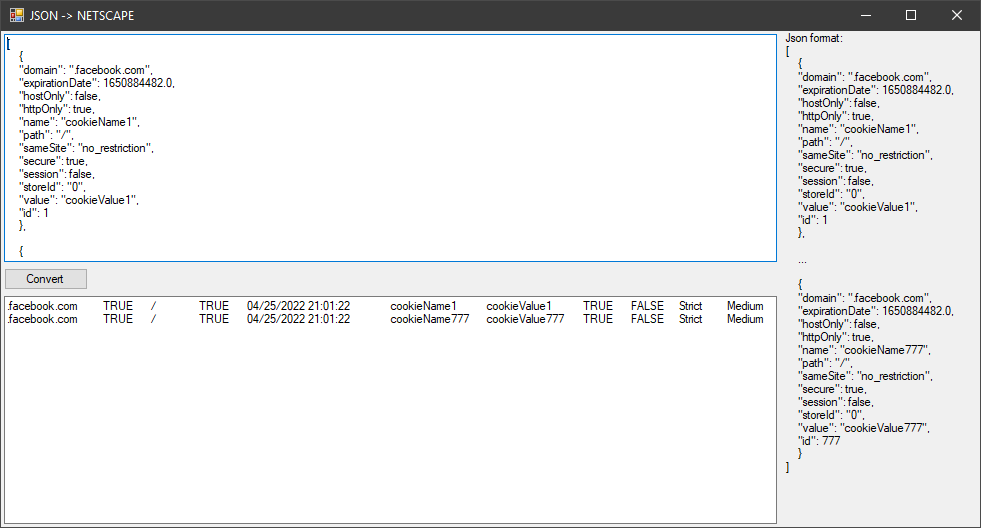 JSON -> NETSCAPE
[
{
"domain": ".facebook.com",
"expirationDate": 1650884482.0,
"hostOnly": false,
"httpOnly": true,
"name": "cookieName1",
"path": "/",
"sameSite": "no_restriction",
"secure": true,
"session": false,
"storeId": "0",
"value": "cookieValue1",
"id": 1
},
{
Convert
.facebook.com TRUE / TRUE 04/25/2022 21:01:22 cookieName1 cookieValue1 TRUE FALSE Strict Medium
.facebook.com TRUE / TRUE 04/25/2022 21:01:22 cookieName777 cookieValue777 TRUE FALSE Strict Medium
Json format:
[
{
"domain": ".facebook.com",
"expirationDate": 1650884482.0,
"hostOnly": false,
"httpOnly": true,
"name": "cookieName1",
"path": "/",
"sameSite": "no_restriction",
"secure": true,
"session": false,
"storeId": "0",
"value": "cookieValue1",
"id": 1
},
...
{
"domain": ".facebook.com",
"expirationDate": 1650884482.0,
"hostOnly": false,
"httpOnly": true,
"name": "cookieName777",
"path": "/",
"sameSite": "no_restriction",
"secure": true,
"session": false,
"storeId": "0",
"value": "cookieValue777",
"id": 777
}
]